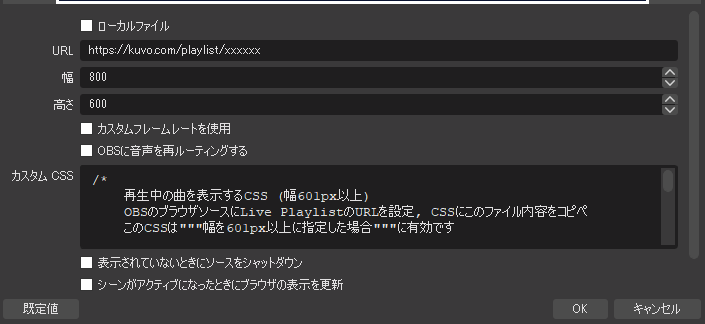 ローカルファイル
URL https://kuvo.com/playlist/xxxxxx
幅 800
高さ 600
カスタムフレームレートを使用
OBSに音声を再ルーティングする
カスタム CSS /*
再生中の曲を表示するCSS (幅601px以上)
OBSのブラウザソースにLive PlaylistのURLを設定, CSSにこのファイル内容をコピペ
このCSSは"""幅を601px以上に指定した場合"""に有効です
表示されていないときにソースをシャットダウン
シーンがアクティブになったときにブラウザの表示を更新
既定値 OK キャンセル